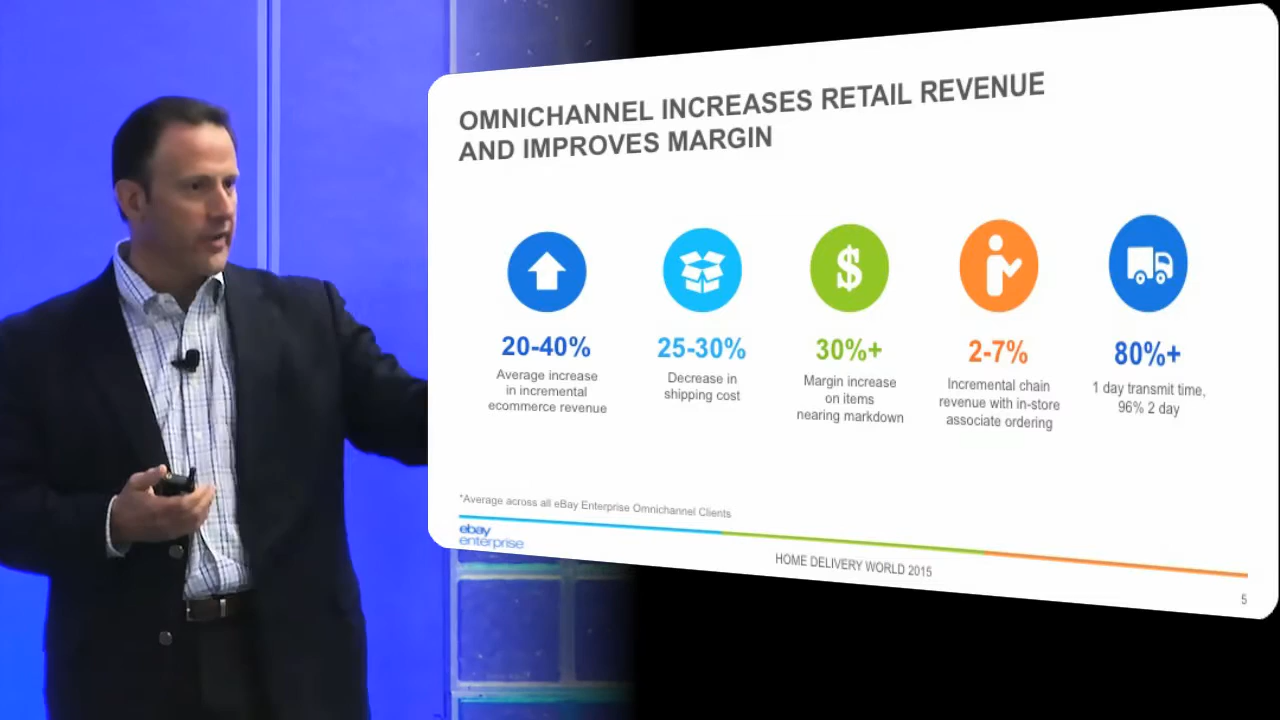 OMNICHANNEL INCREASES RETAIL REVENUE
AND IMPROVES MARGIN
20-40%
Average increase
in incremental
ecommerce revenue
25-30%
Decrease in
shipping cost
30%+
Margin increase
on items
nearing markdown
2-7%
Incremental chain
revenue with in-store
associate ordering
80%+
1 day transmit time,
96% 2 day
*Average across all eBay Enterprise Omnichannel Clients
ebay
enterprise
HOME DELIVERY WORLD 2015
5